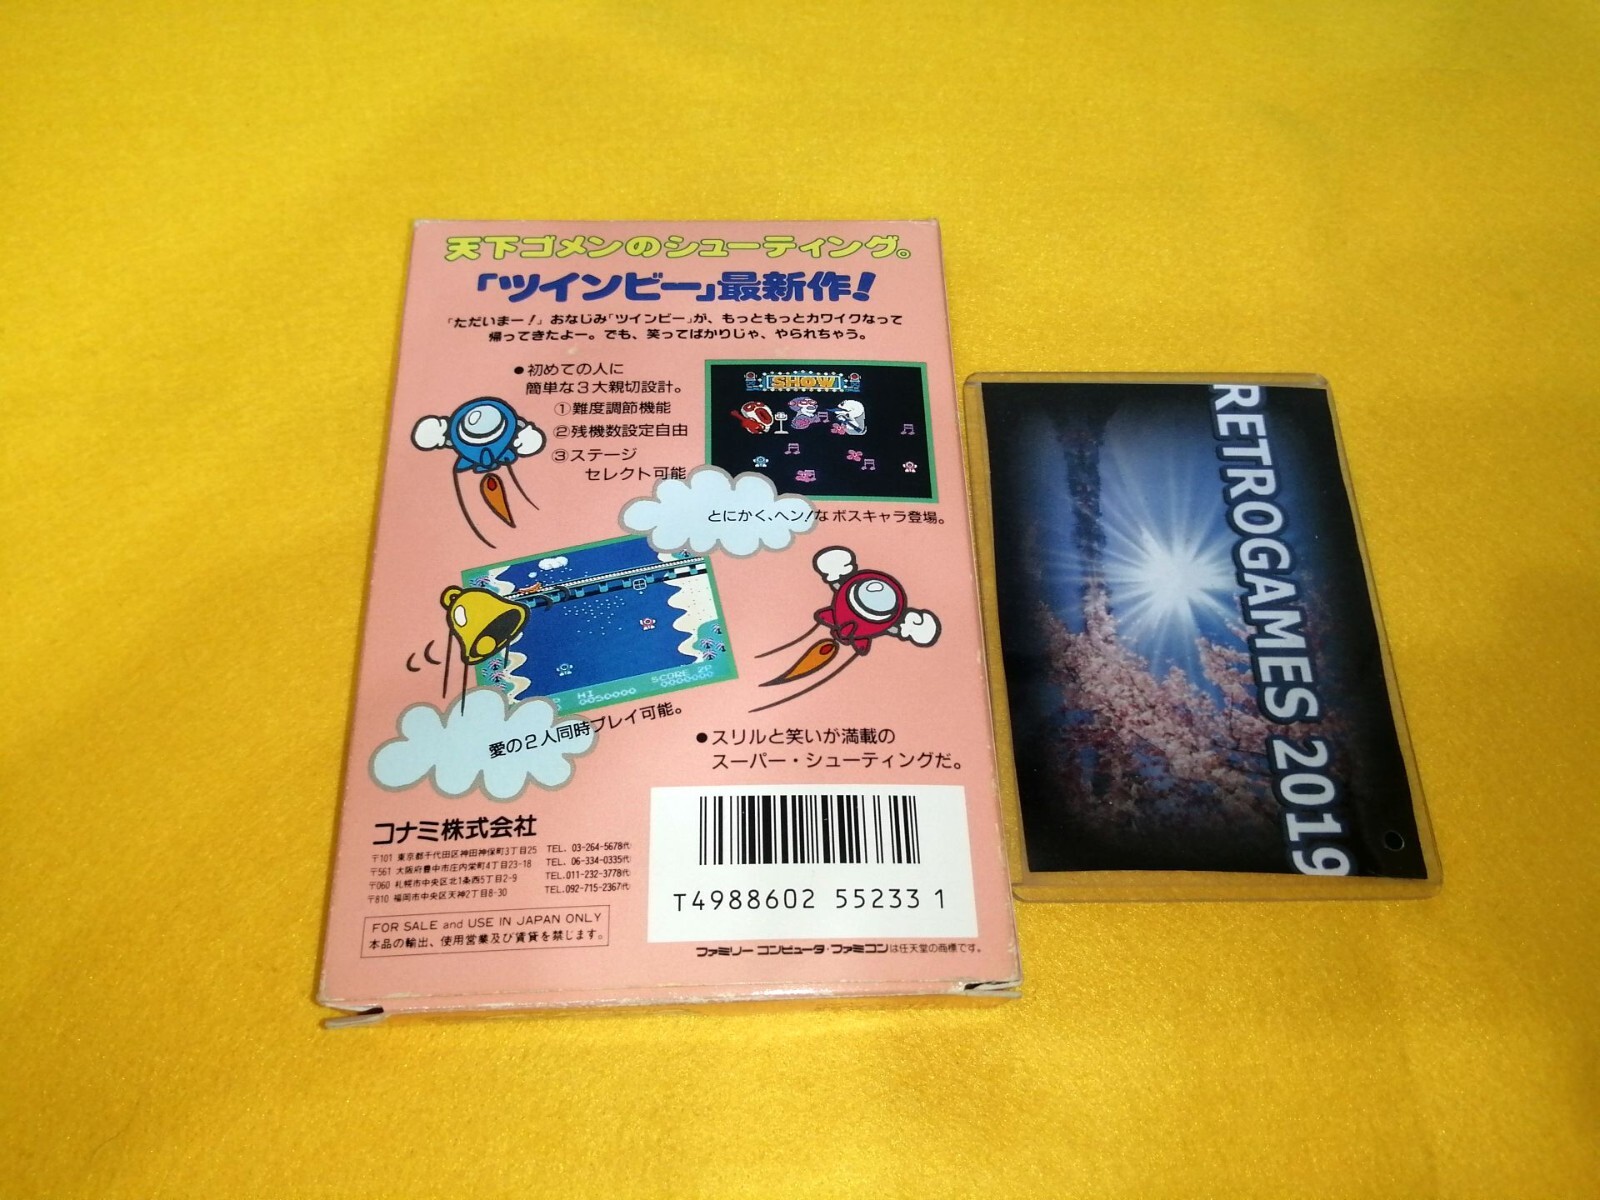 天下ゴメンのシューティング。
「ツインビー」最新作!
「ただいまー!」おなじみ「ツインビー」が、もっともっとカワイクなって
帰ってきたよー。でも、笑ってばかりじゃ、やられちゃう。
●初めての人に
簡単な3大親切設計。
①難度調節機能
②残機数設定自由
③ステージ
セレクト可能
SHOW
とにかく、ヘン!なボスキャラ登場。
HI
0050000
SCORE 2P
0000000
愛の2人同時プレイ可能。
●スリルと笑いが満載の
スーパー・シューティングだ。
コナミ株式会社
〒101 東京都千代田区神田神保町3丁目25 TEL. 03-264-5678㈹
〒561 大阪府豊中市庄内栄町4丁目23-18 TEL. 06-334-0335㈹
〒060 札幌市中央区北1条西5丁目2-9 TEL.011-232-3778㈹
〒810 福岡市中央区天神2丁目8-30 TEL.092-715-2367㈹
FOR SALE and USE IN JAPAN ONLY
本品の輸出、使用営業及び賃貸を禁じます。
T4988602 55233 1
ファミリーコンピュータ・ファミコンは任天堂の商標です。
RETROGAMES 2019